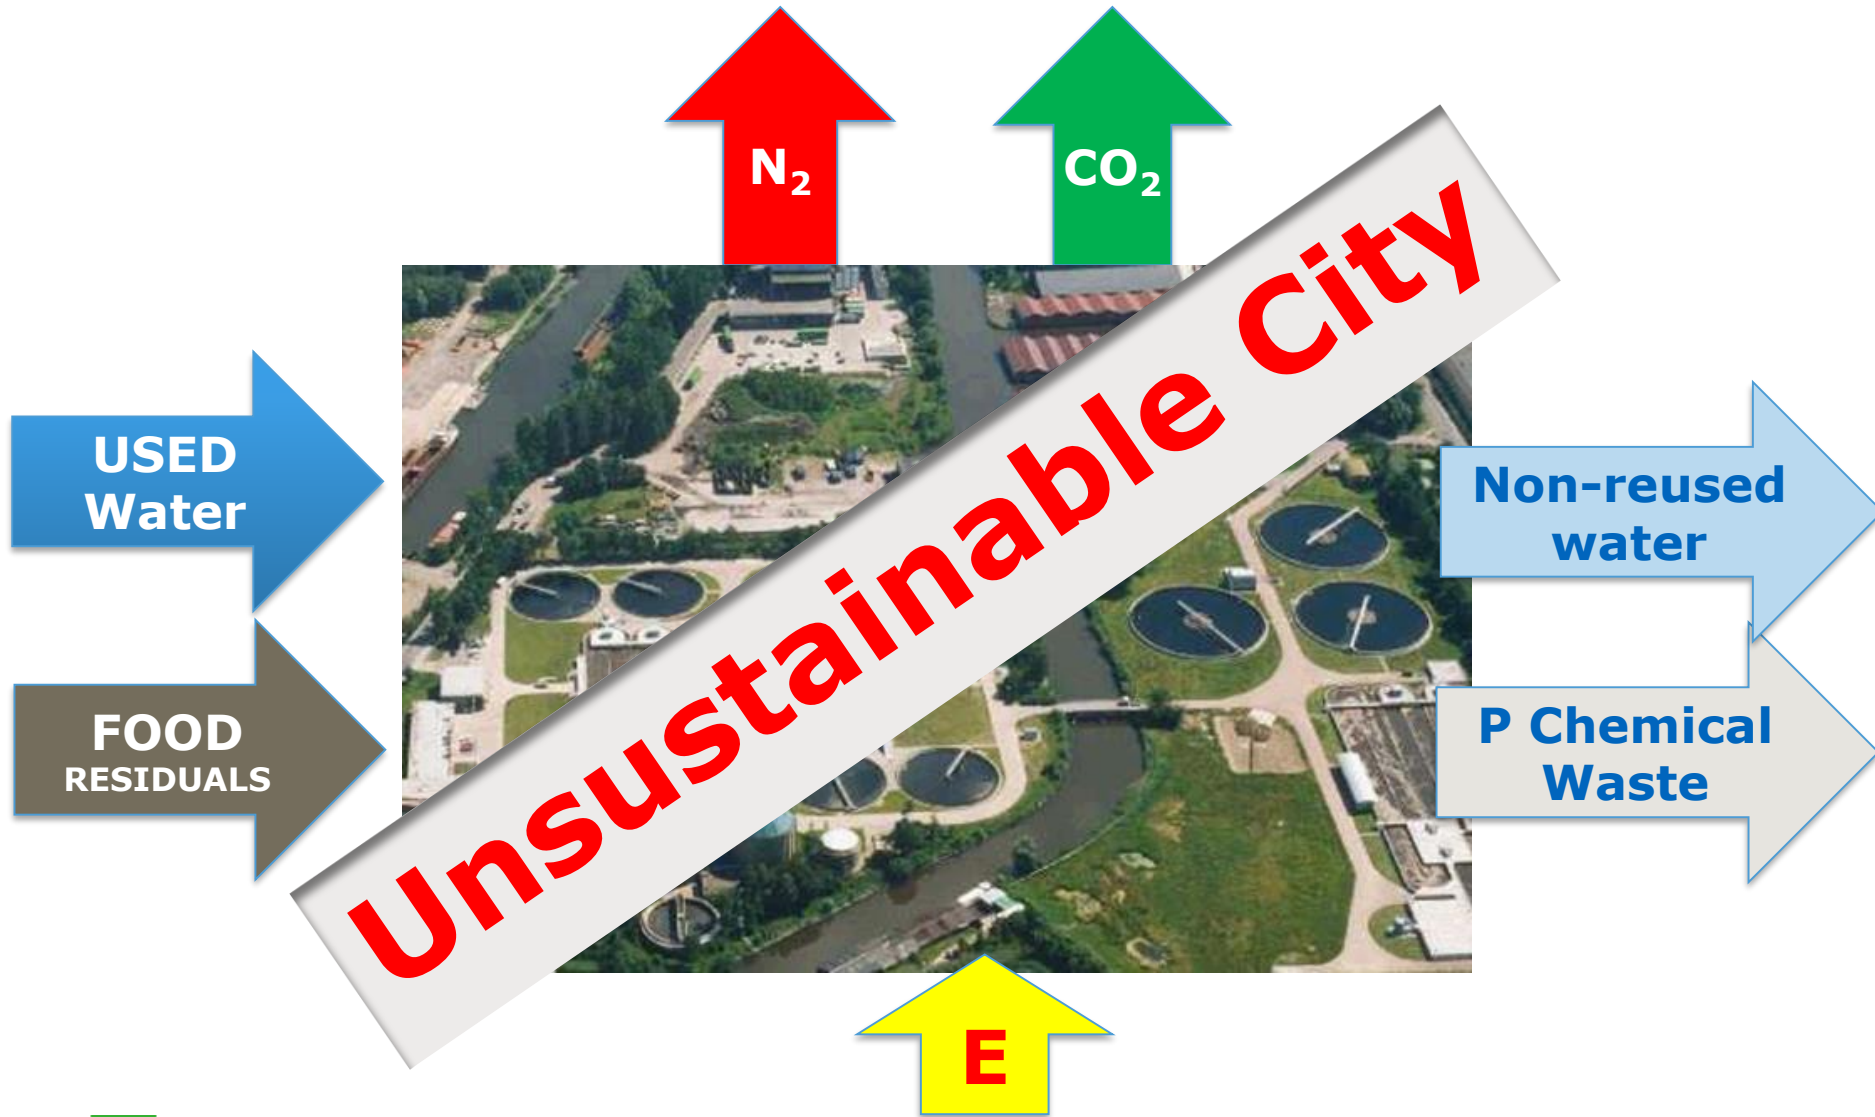 N₂
CO₂
Unsustainable City
USED
Water
FOOD
RESIDUALS
Non-reused
water
P Chemical
Waste
E